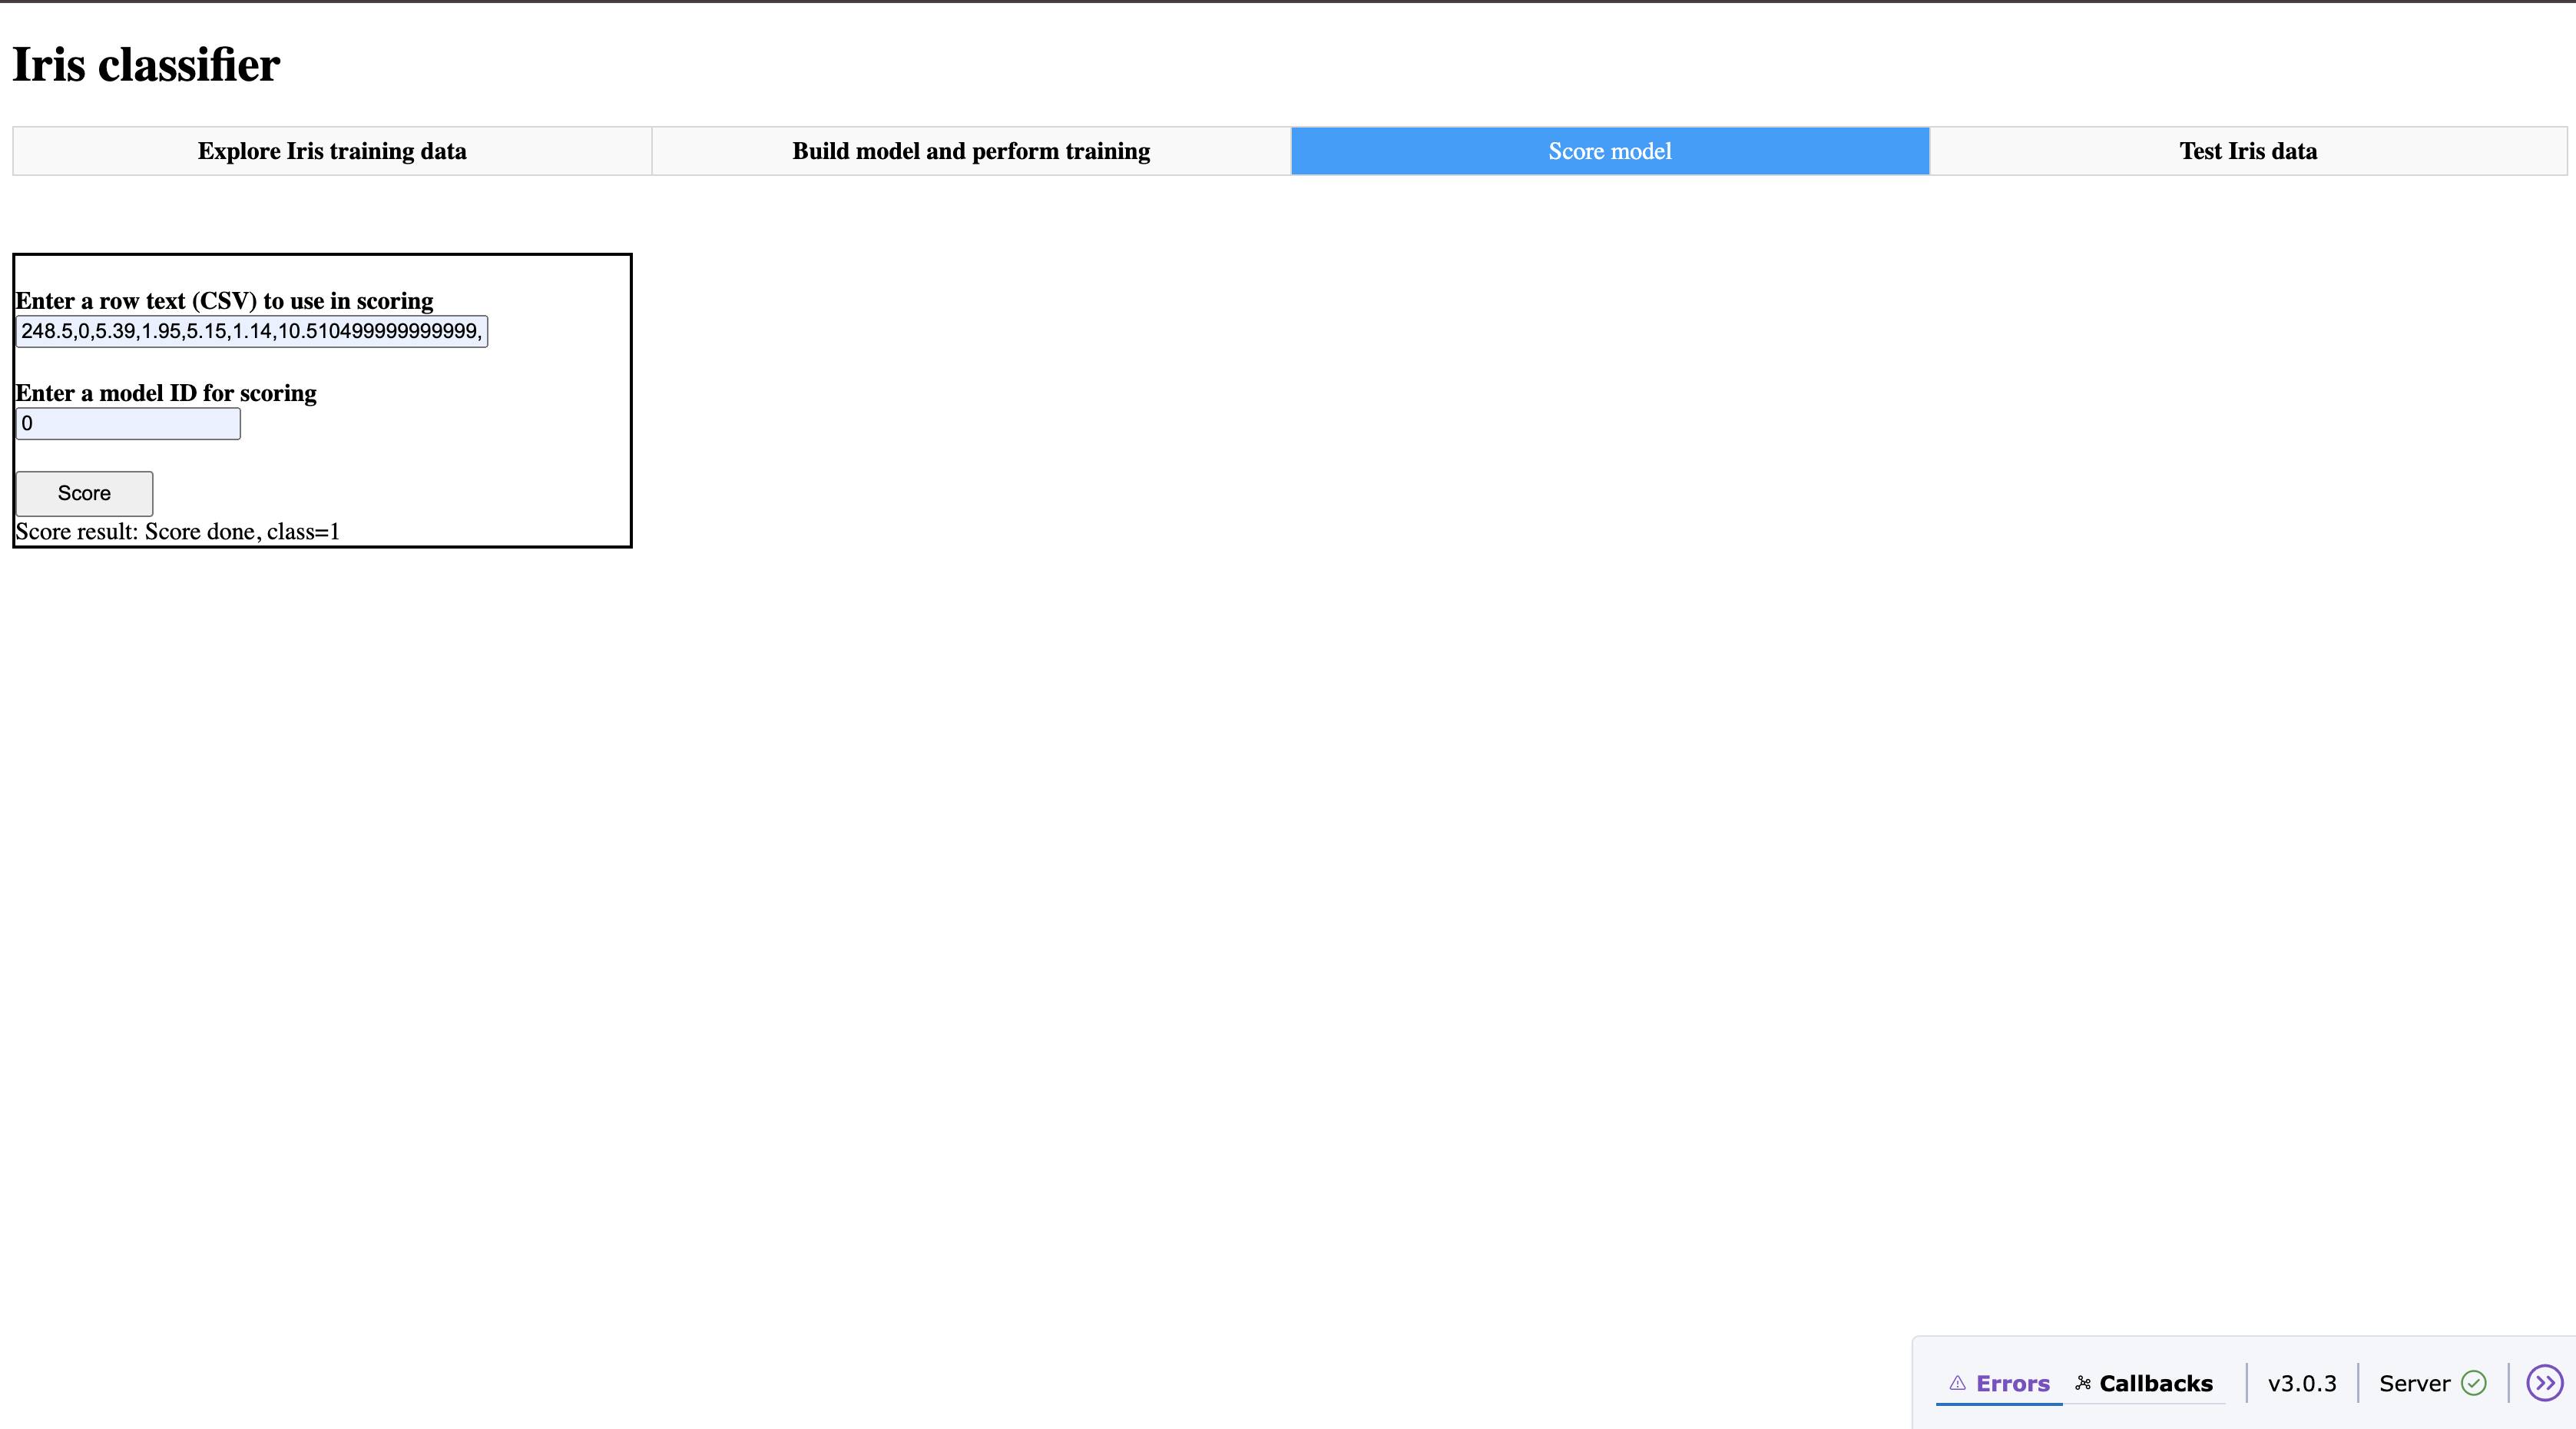 Iris classifier
Explore Iris training data Build model and perform training Score model Test Iris data
Enter a row text (CSV) to use in scoring
248.5,0,5.39,1.95,5.15,1.14,10.510499999999999,
Enter a model ID for scoring
0
Score
Score result: Score done, class=1
Errors Callbacks v3.0.3 Server